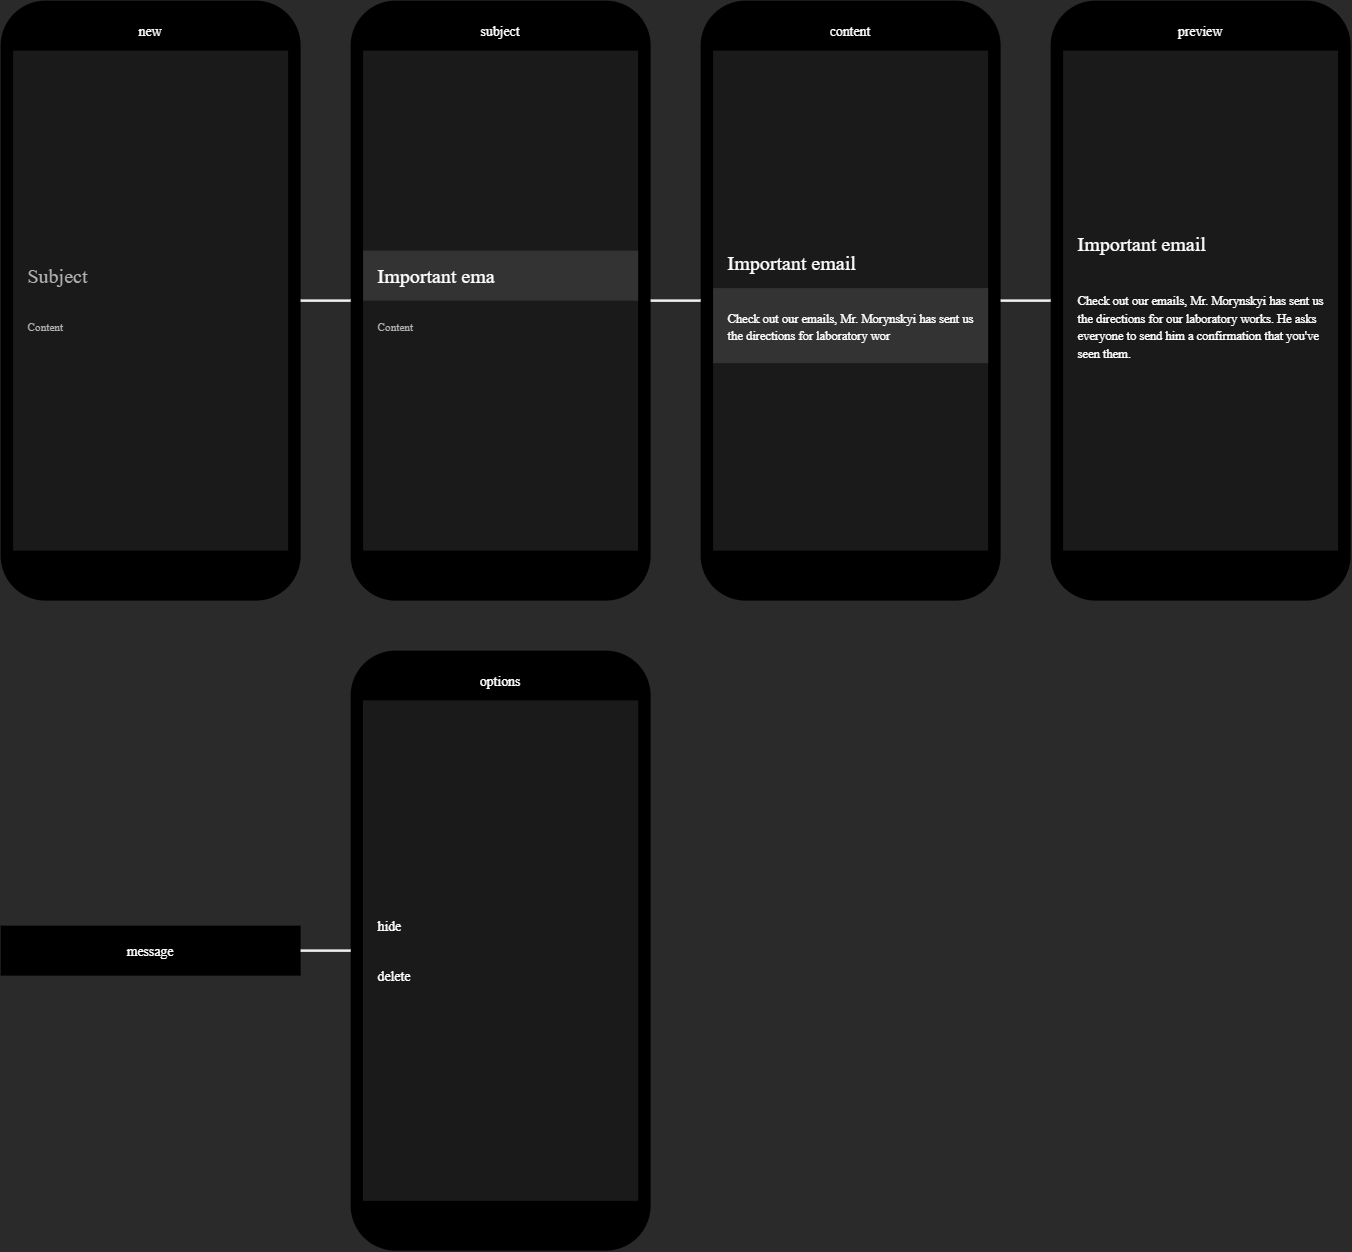 new
Subject
Content
subject
Important ema
Content
content
Important email
Check out our emails, Mr. Morynskyi has sent us
the directions for laboratory wor
preview
Important email
Check out our emails, Mr. Morynskyi has sent us
the directions for our laboratory works. He asks
everyone to send him a confirmation that you've
seen them.
message
options
hide
delete